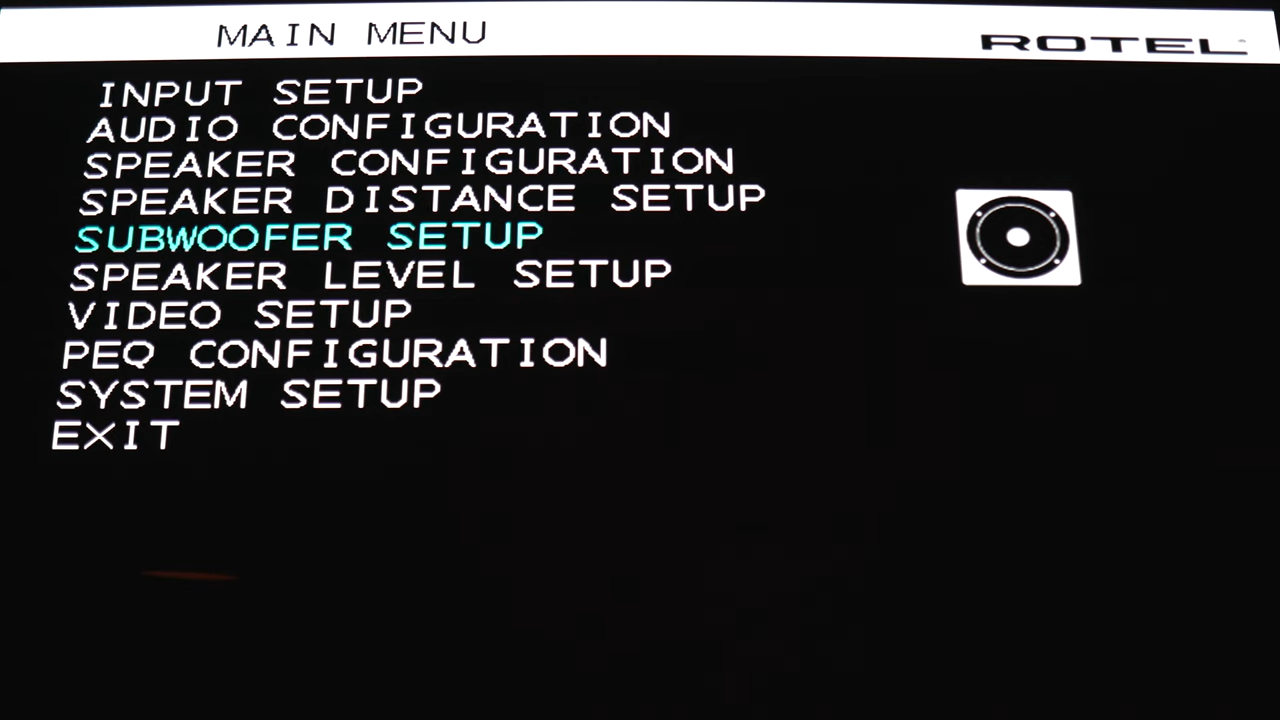 MAIN MENU ROTEL
INPUT SETUP
AUDIO CONFIGURATION
SPEAKER CONFIGURATION
SPEAKER DISTANCE SETUP
SUBWOOFER SETUP
SPEAKER LEVEL SETUP
VIDEO SETUP
PEQ CONFIGURATION
SYSTEM SETUP
EXIT